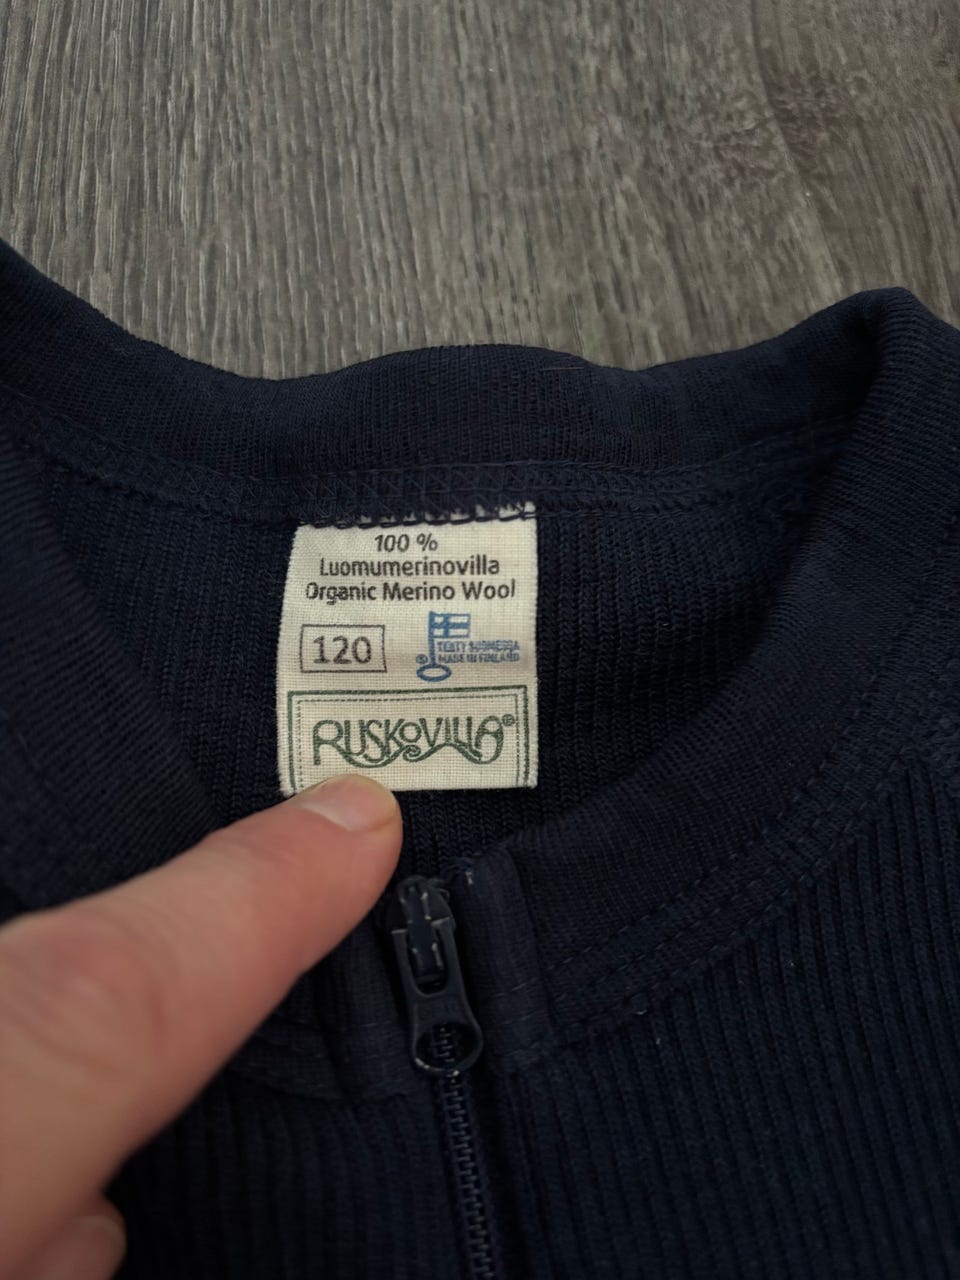 100 %
Luomumerinovilla
Organic Merino Wool
120
TEHTY SUOMESSA
MADE IN FINLAND
RUSKOVILLA®